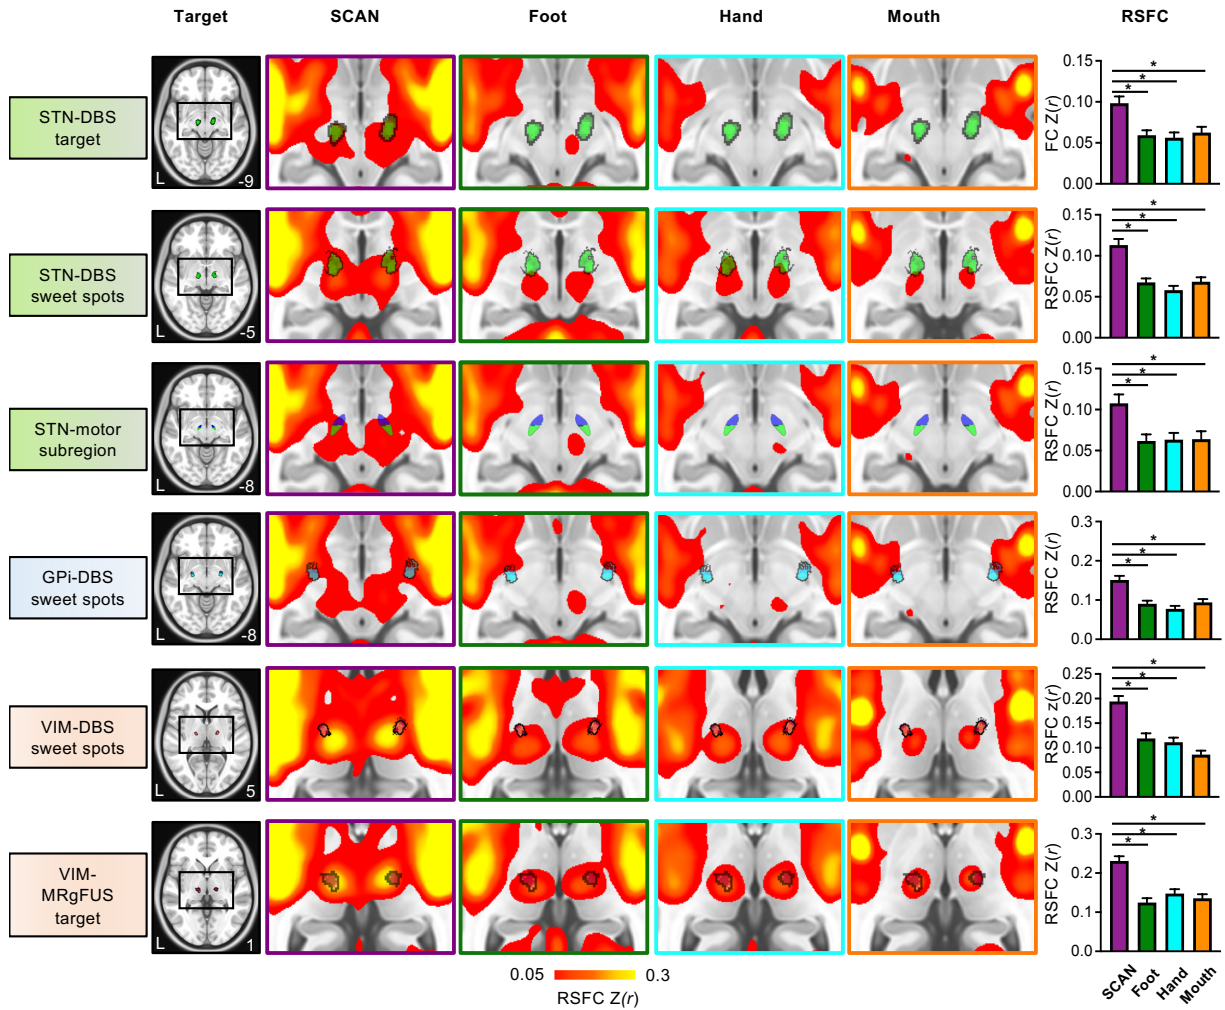 Target SCAN Foot Hand Mouth RSFC
STN-DBS
target
L -9
FC Z(r)
0.15
0.10
0.05
0.00
* * *
STN-DBS
sweet spots
L -5
RSFC Z(r)
0.15
0.10
0.05
0.00
* * *
STN-motor
subregion
L -8
RSFC Z(r)
0.15
0.10
0.05
0.00
* * *
GPi-DBS
sweet spots
L -8
RSFC Z(r)
0.3
0.2
0.1
0.0
* * *
VIM-DBS
sweet spots
L 5
RSFC z(r)
0.25
0.20
0.15
0.10
0.05
0.00
* * *
VIM-
MRgFUS
target
L 1
RSFC Z(r)
0.3
0.2
0.1
0.0
* * *
SCAN Foot Hand Mouth
0.05 0.3
RSFC Z(r)